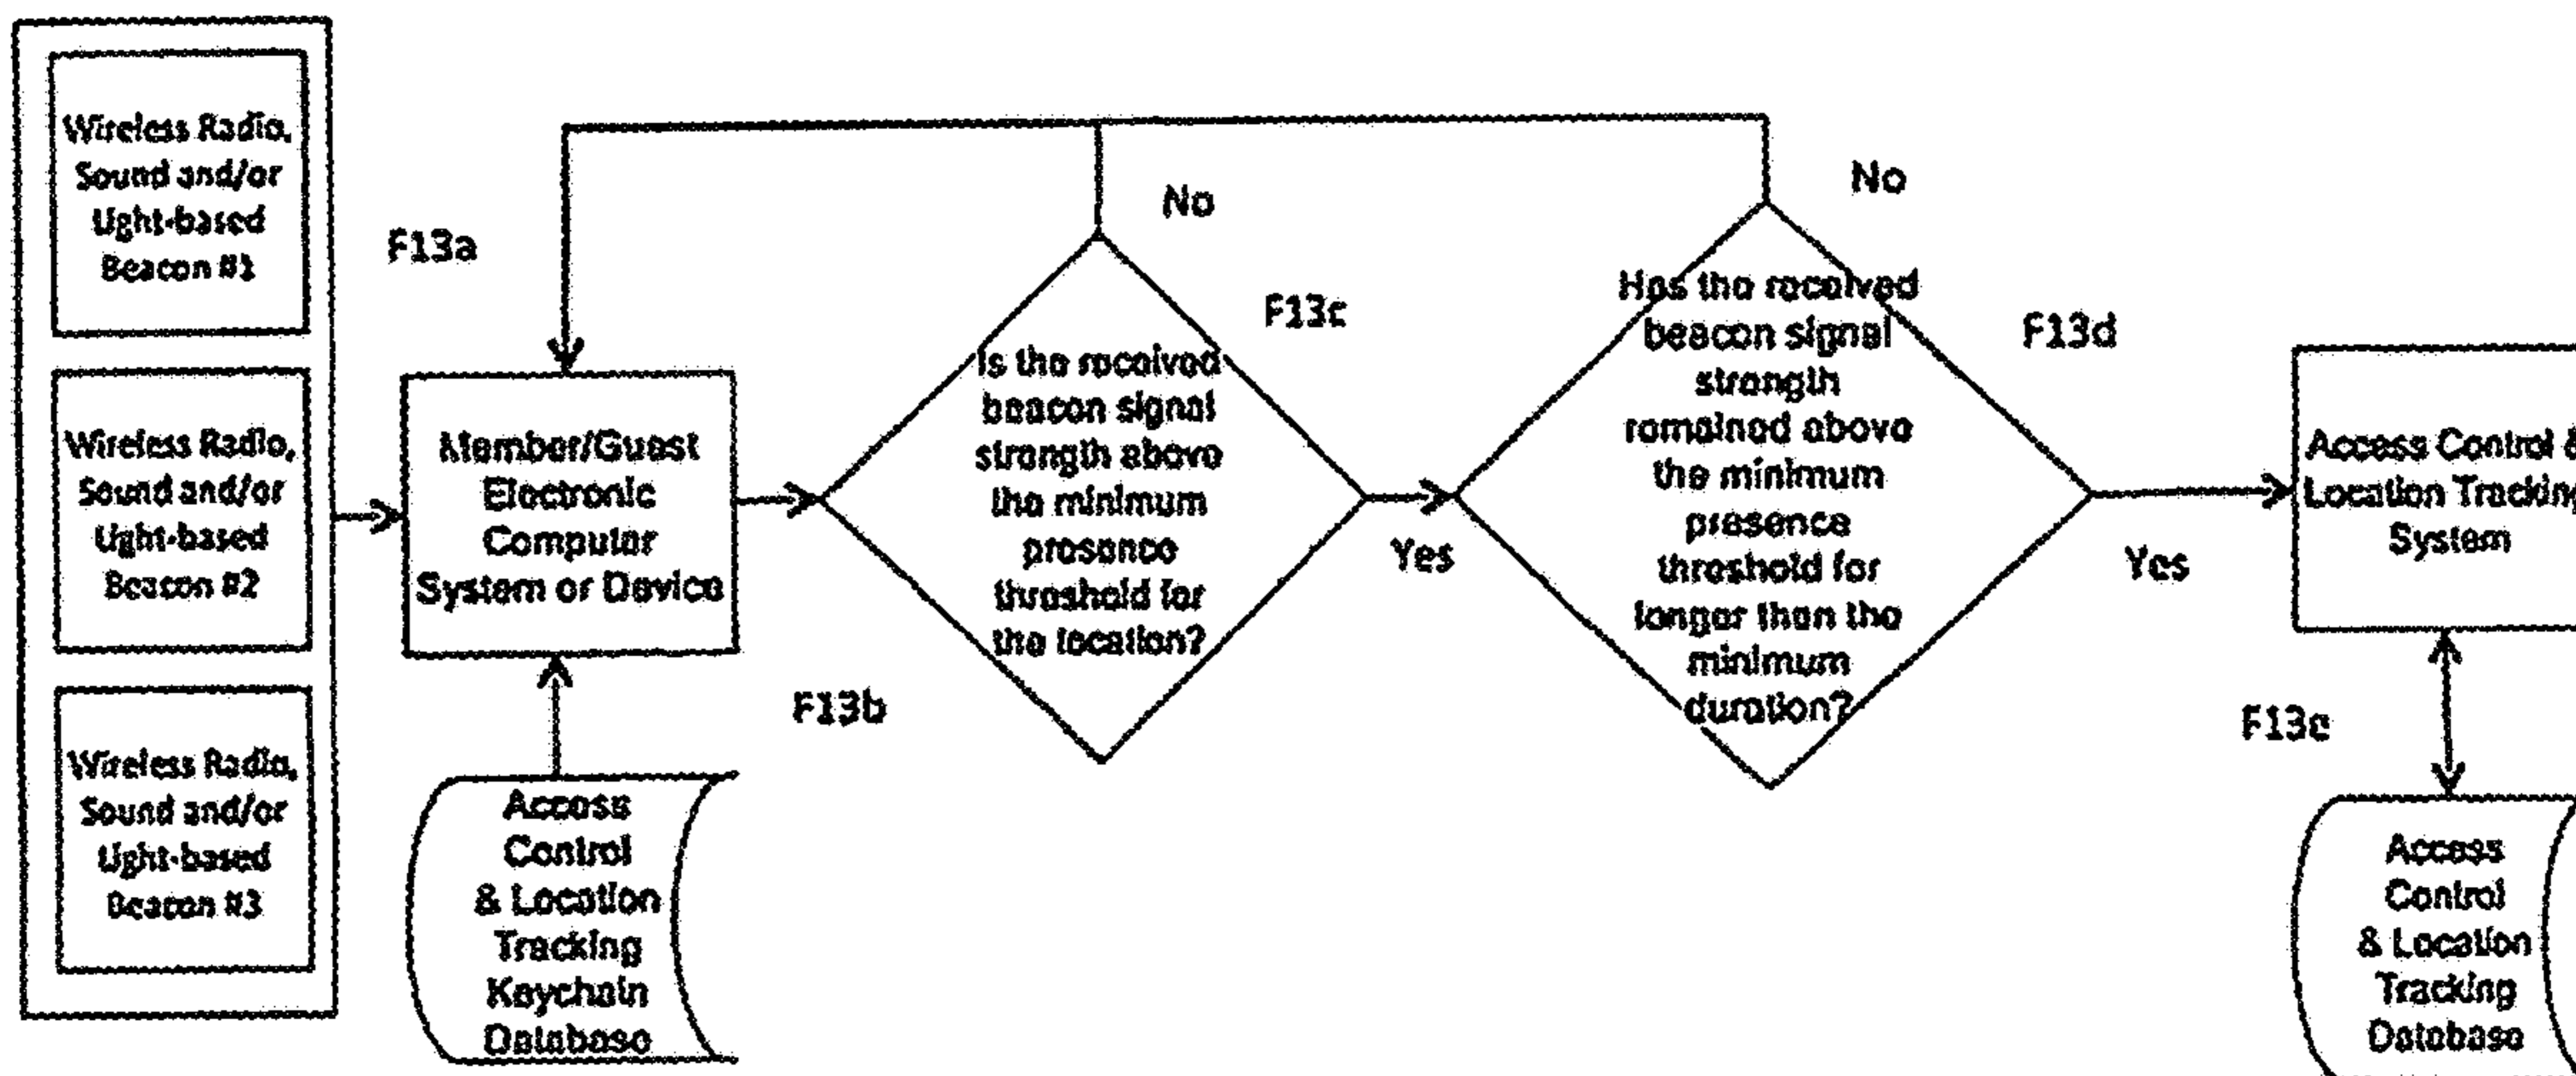 Wireless Radio,
Sound and/or
Light-based
Beacon #1
Wireless Radio,
Sound and/or
Light-based
Beacon #2
Wireless Radio,
Sound and/or
Light-based
Beacon #3
F13a
Member/Guest
Electronic
Computer
System or Device
F13b
Access
Control
& Location
Tracking
Keychain
Database
No
F13c
Is the received
beacon signal
strength above
the minimum
presence
threshold for
the location?
Yes
No
F13d
Has the received
beacon signal
strength
remained above
the minimum
presence
threshold for
longer than the
minimum
duration?
Yes
Access Control &
Location Tracking
System
F13e
Access
Control
& Location
Tracking
Database